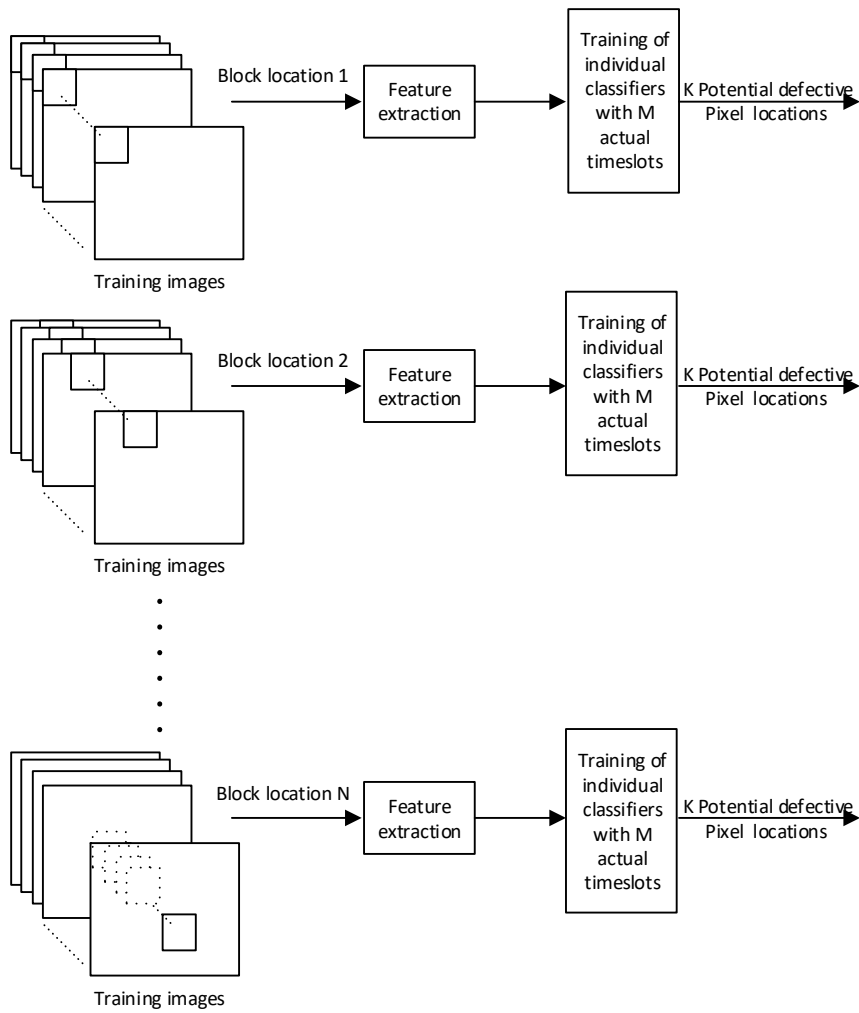 Block location 1
Feature
extraction
Training of
individual
classifiers
with M
actual
timeslots
K Potential defective
Pixel locations
Training images
Block location 2
Feature
extraction
Training of
individual
classifiers
with M
actual
timeslots
K Potential defective
Pixel locations
Training images
Block location N
Feature
extraction
Training of
individual
classifiers
with M
actual
timeslots
K Potential defective
Pixel locations
Training images